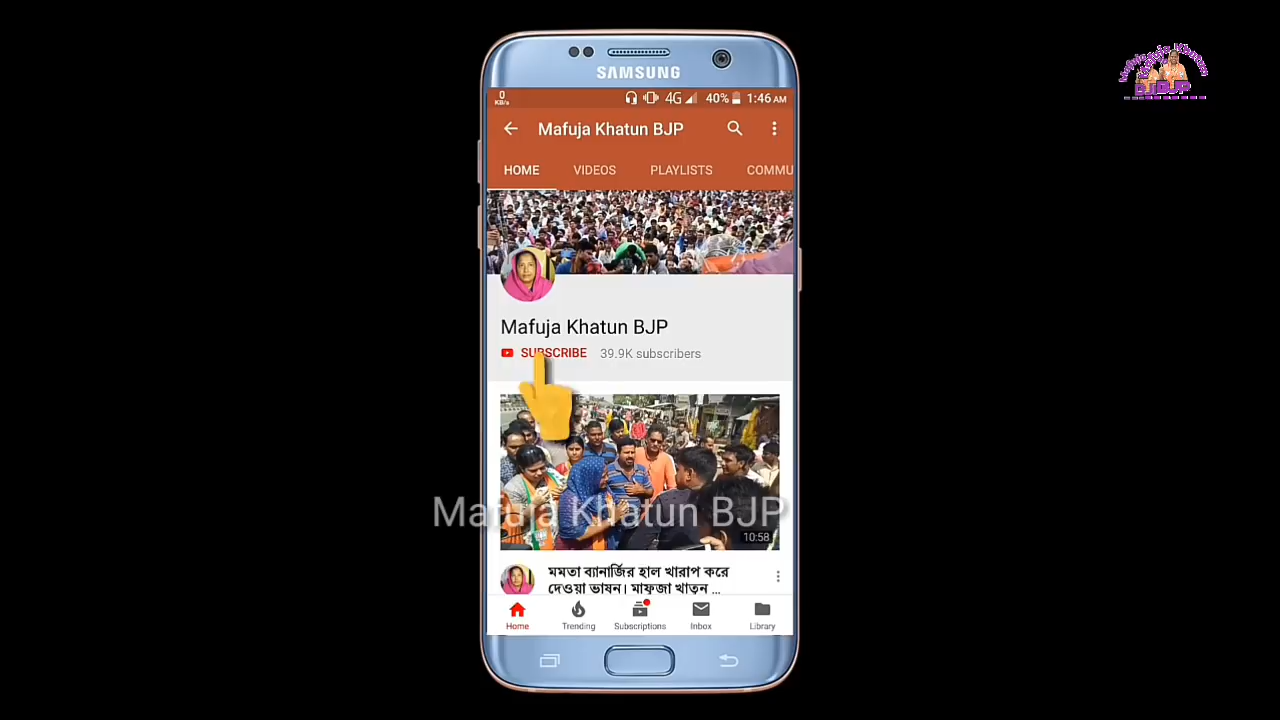 SAMSUNG
0
KB/s
4G
40%
1:46 AM
Mafuja Khatun BJP
HOME
VIDEOS
PLAYLISTS
COMMU
Mafuja Khatun BJP
SUBSCRIBE
39.9K subscribers
Mafuja Khatun BJP
10:58
মমতা ব্যানার্জির হাল খারাপ করে
দেওয়া ভাষন। মাফুজা খাতুন ...
Home
Trending
Subscriptions
Inbox
Library